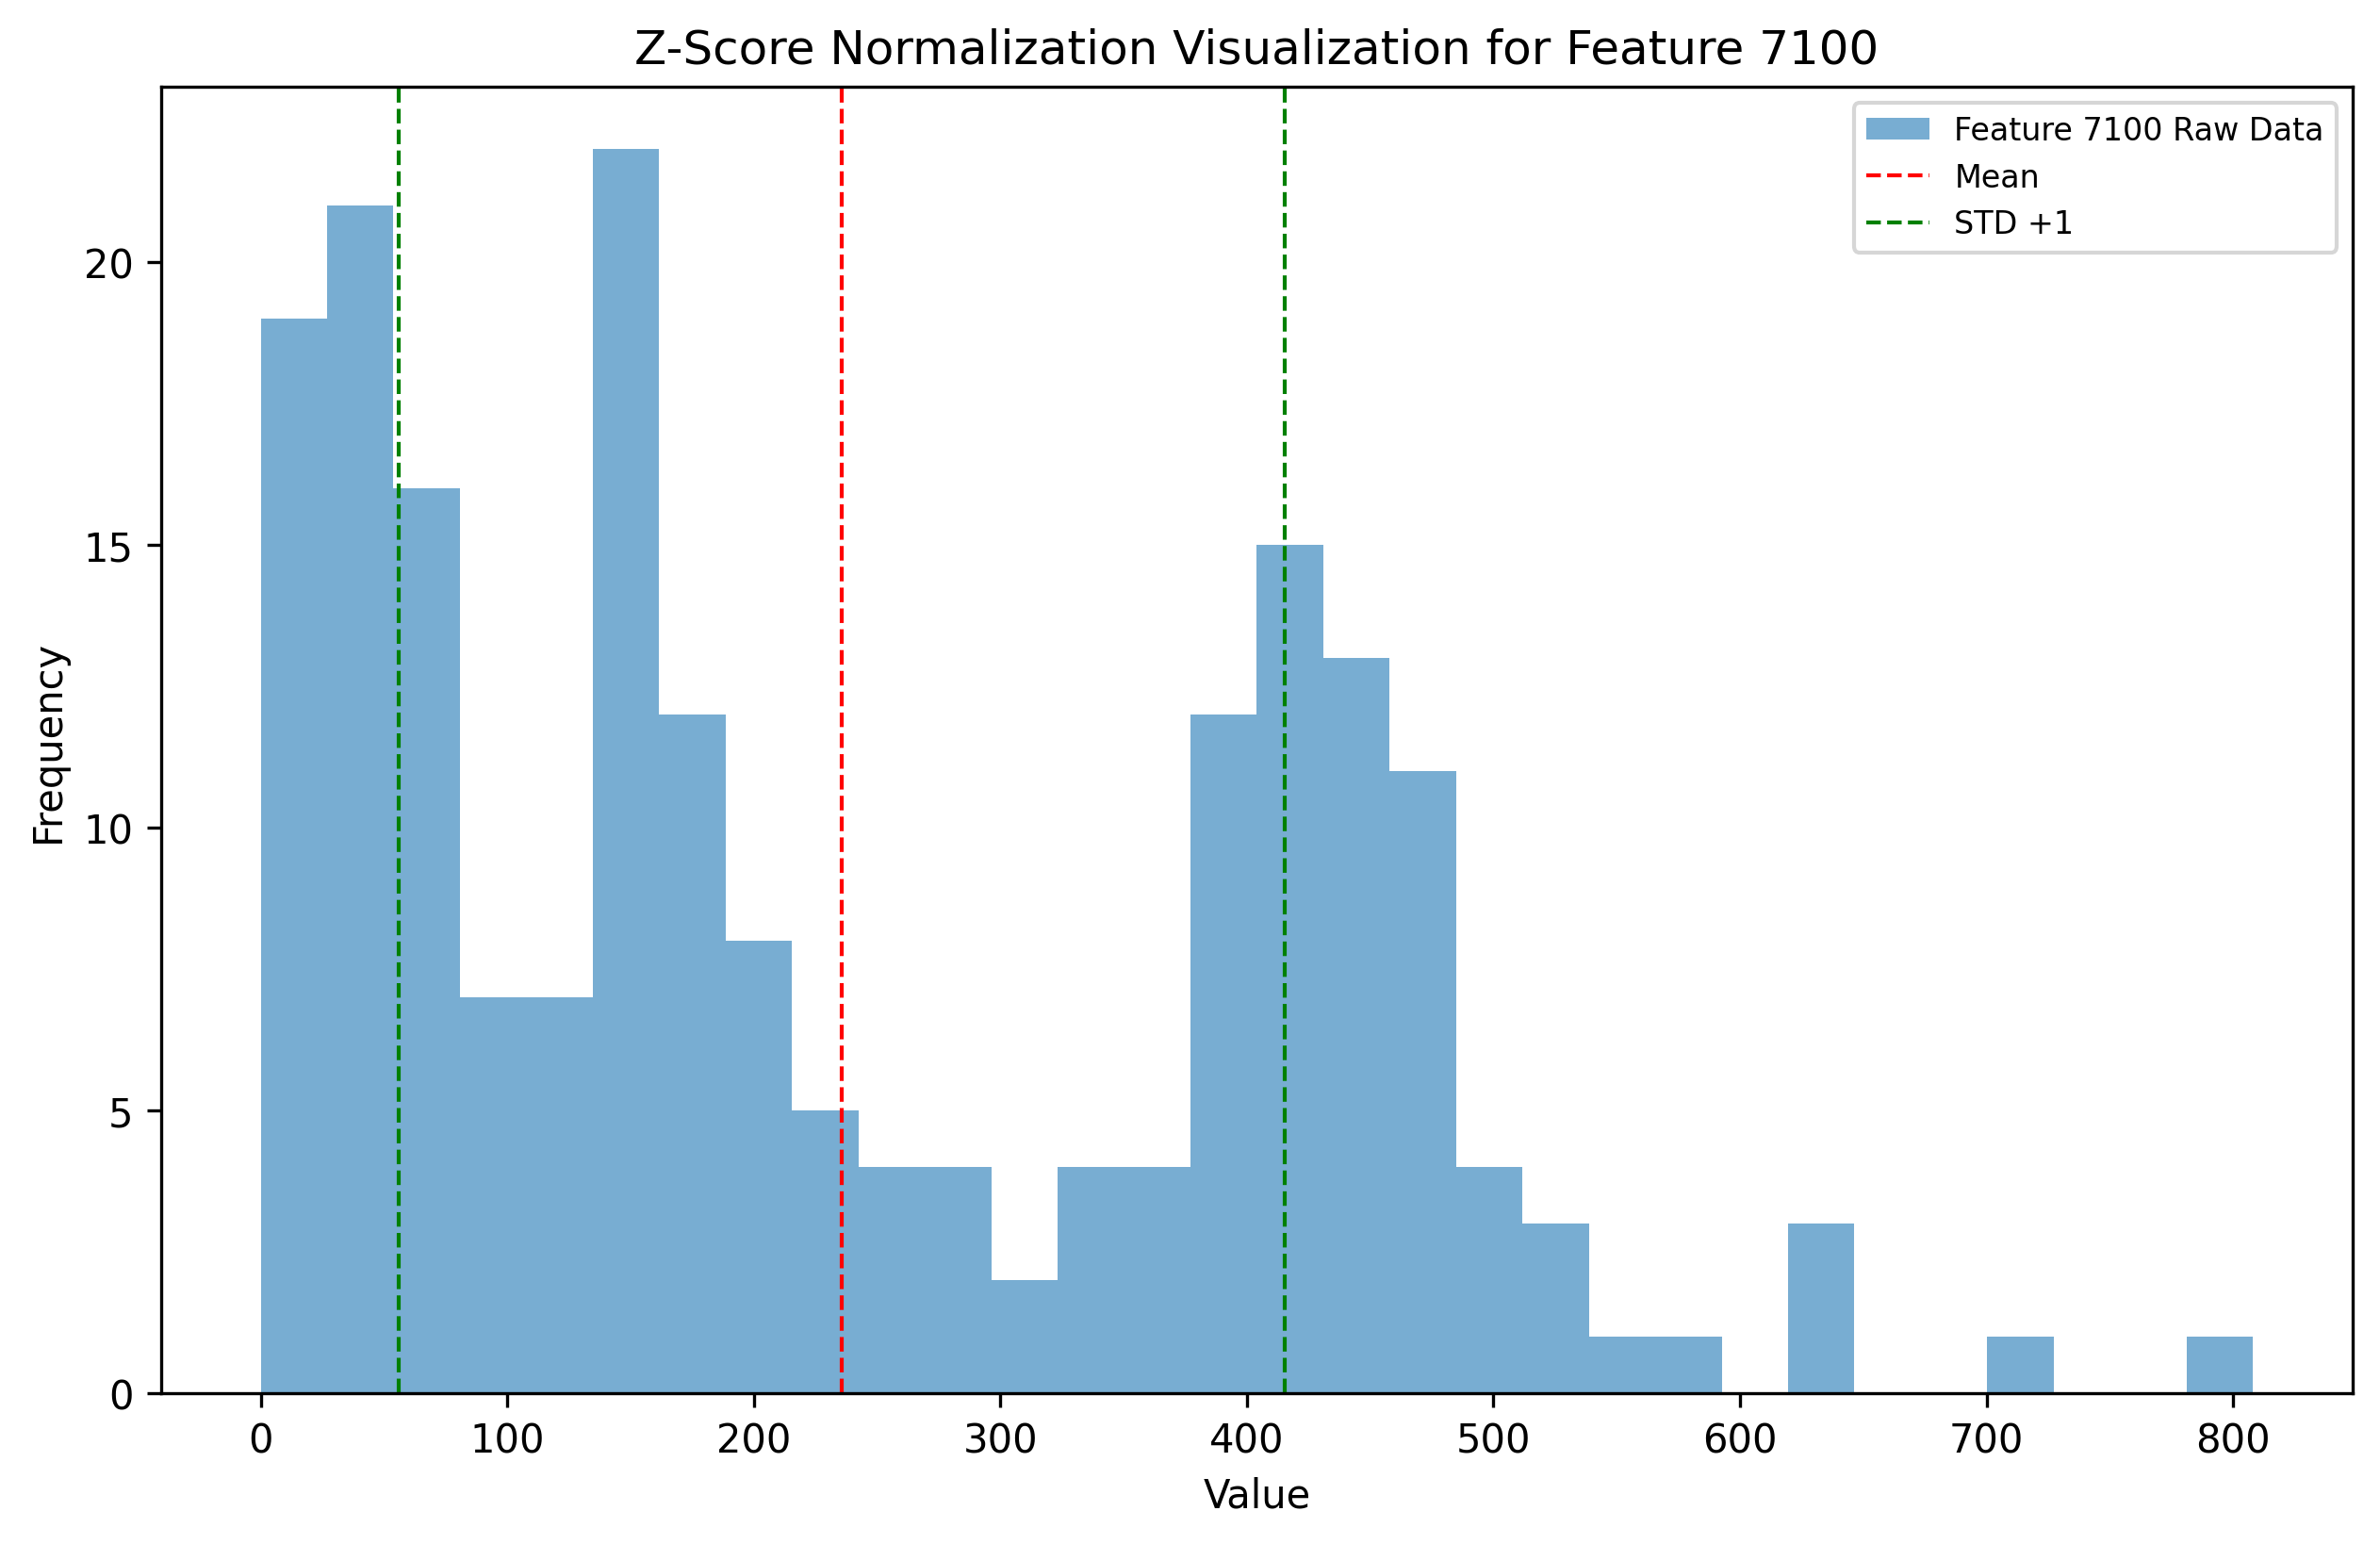 Z-Score Normalization Visualization for Feature 7100
Feature 7100 Raw Data
Mean
STD +1
20
15
10
5
0
Frequency
0 100 200 300 400 500 600 700 800
Value